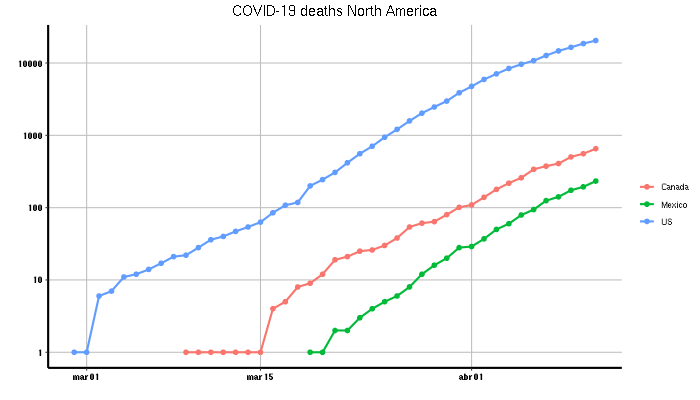 COVID-19 deaths North America
10000
1000
100
10
1
mar 01
mar 15
abr 01
Canada
Mexico
US